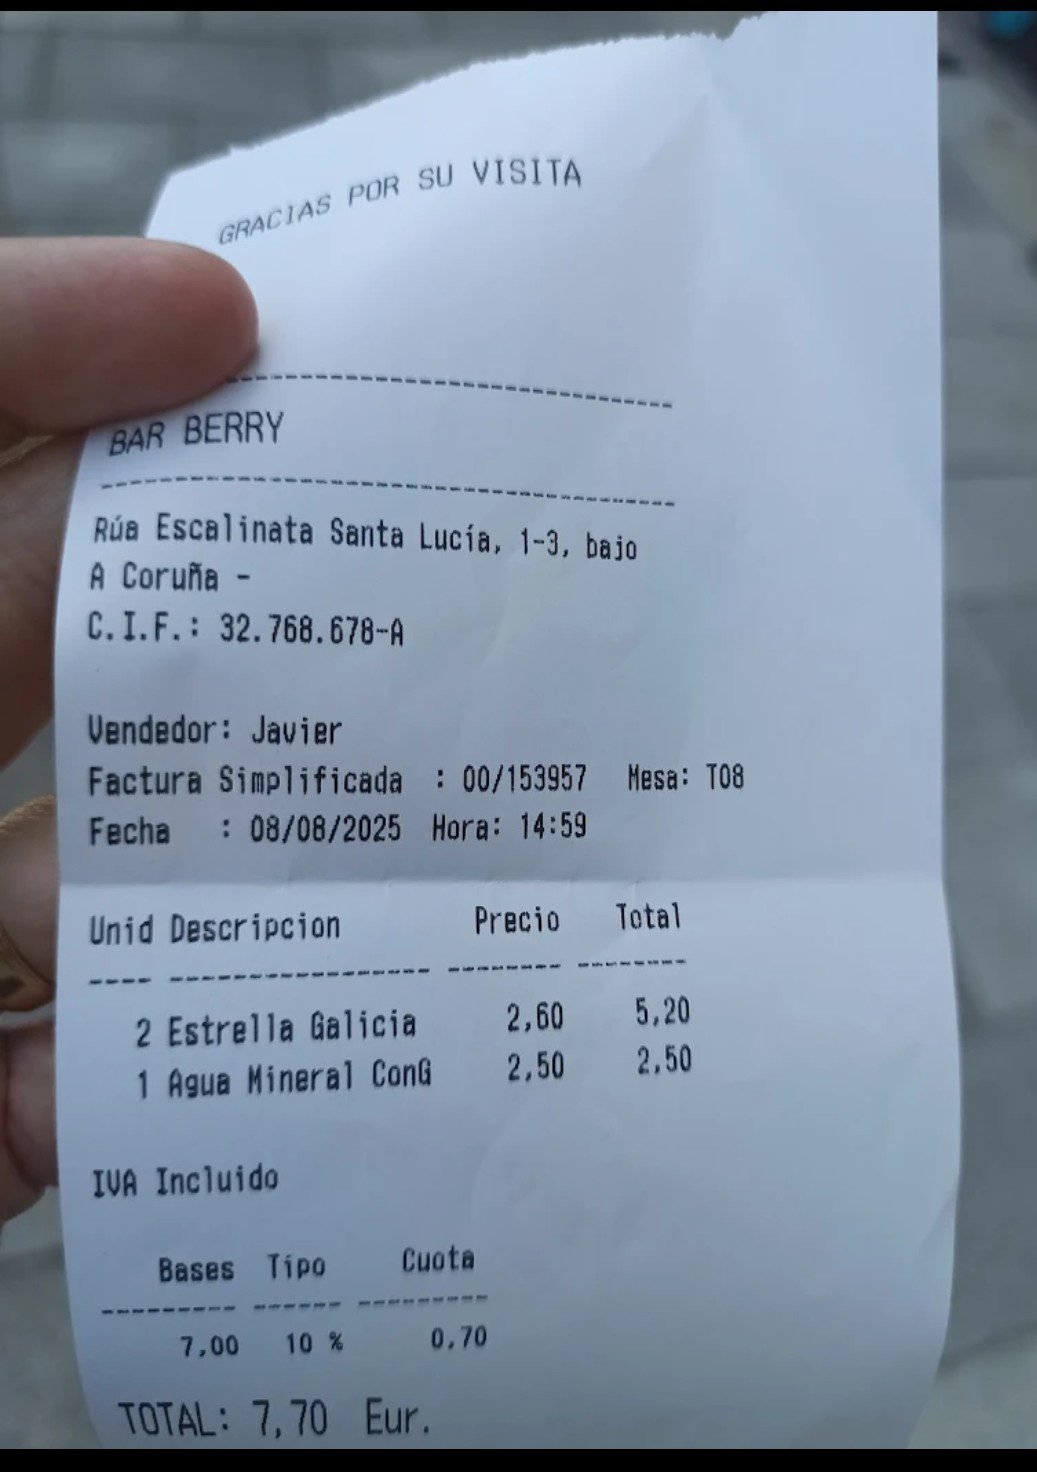 GRACIAS POR SU VISITA
--------------------------------
BAR BERRY
--------------------------------
Rúa Escalinata Santa Lucía, 1-3, bajo
A Coruña -
C.I.F.: 32.768.678-A
Vendedor: Javier
Factura Simplificada : 00/153957 Mesa: T08
Fecha : 08/08/2025 Hora: 14:59
Unid Descripcion Precio Total
---- ---------------- ------- -------
2 Estrella Galicia 2,60 5,20
1 Agua Mineral ConG 2,50 2,50
IVA Incluido
Bases Tipo Cuota
--------- ------ ---------
7,00 10 % 0,70
TOTAL: 7,70 Eur.